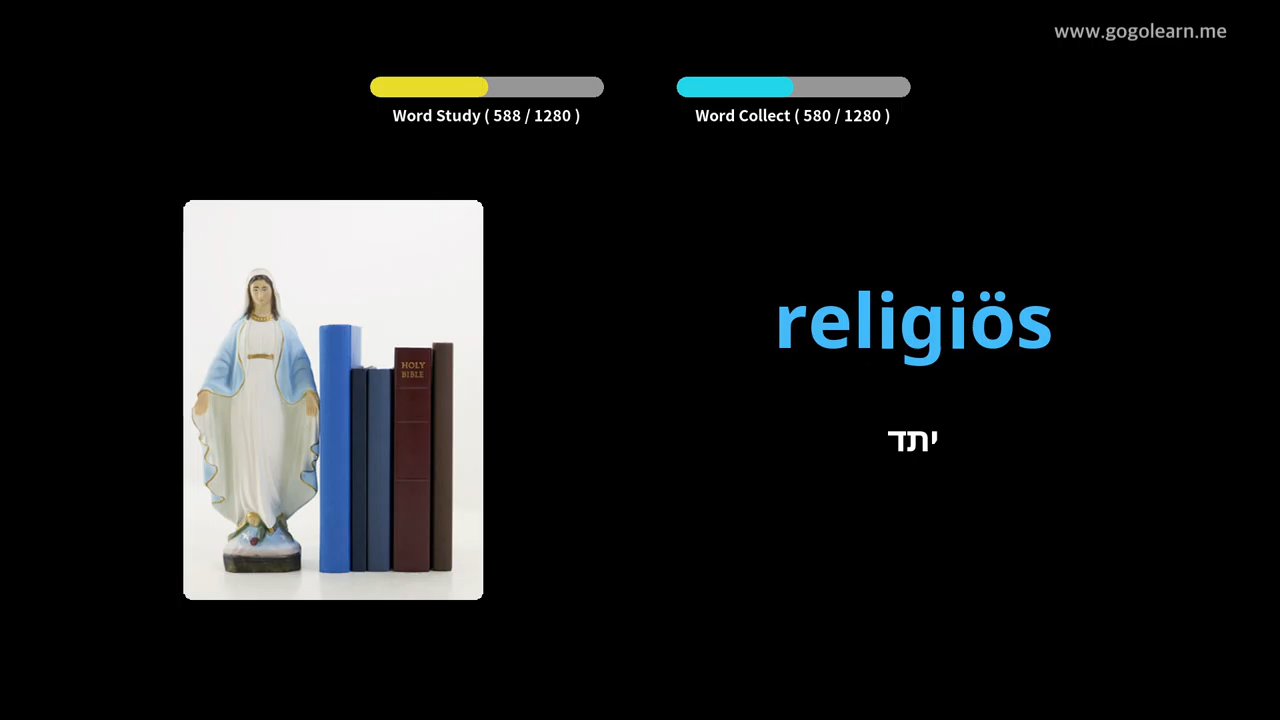 www.gogolearn.me
Word Study ( 588 / 1280 )
Word Collect ( 580 / 1280 )
HOLY
BIBLE
religiös
יתד